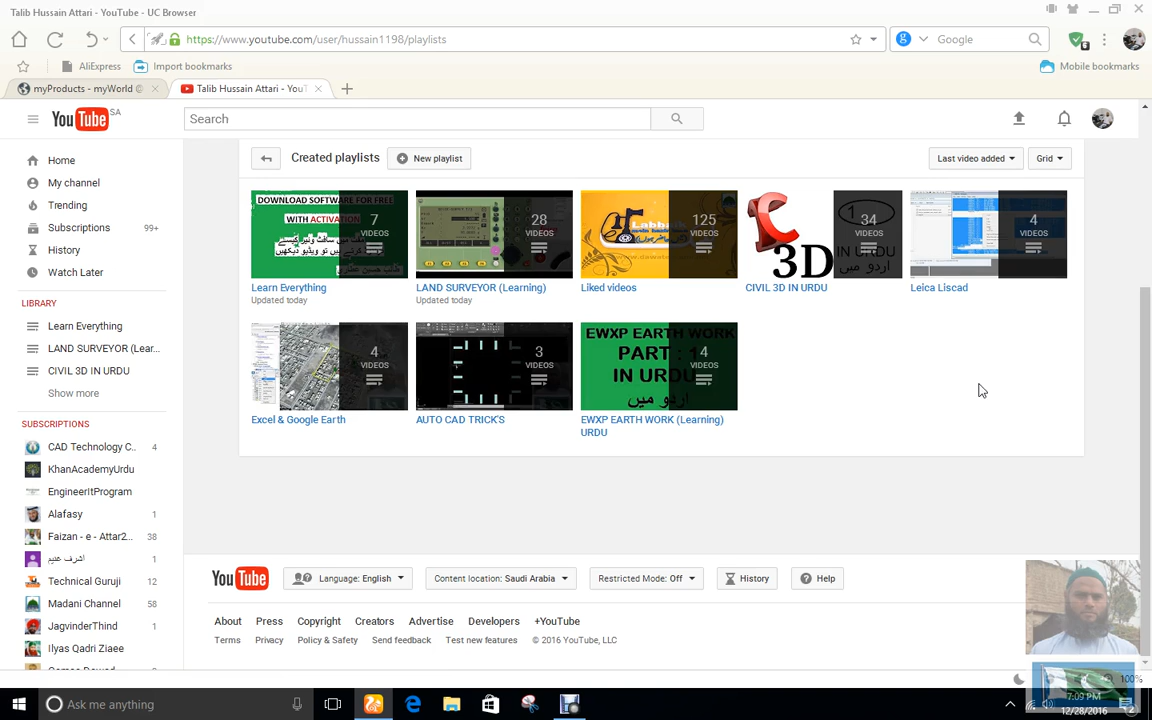 Talib Hussain Attari - YouTube - UC Browser
https://www.youtube.com/user/hussain1198/playlists
Google
AliExpress
Import bookmarks
Mobile bookmarks
myProducts - myWorld @
Talib Hussain Attari - YouT
YouTube SA
Search
Home
My channel
Trending
Subscriptions 99+
History
Watch Later
LIBRARY
Learn Everything
LAND SURVEYOR (Lear...
CIVIL 3D IN URDU
Show more
SUBSCRIPTIONS
CAD Technology C.. 4
KhanAcademyUrdu
EngineerItProgram
Alafasy 1
Faizan - e - Attar2... 38
اشرف عديم 1
Technical Guruji 12
Madani Channel 58
JagvinderThind 1
Ilyas Qadri Ziaee
Created playlists
New playlist
Last video added
Grid
DOWNLOAD SOFTWARE FOR FREE
WITH ACTIVATION
7
VIDEOS
Learn Everything
Updated today
28
VIDEOS
LAND SURVEYOR (Learning)
Updated today
125
VIDEOS
Liked videos
C
3D
IN URDU
اردو میں
34
VIDEOS
CIVIL 3D IN URDU
4
VIDEOS
Leica Liscad
4
VIDEOS
Excel & Google Earth
3
VIDEOS
AUTO CAD TRICK'S
EWXP EARTH WORK
PART : 1
IN URDU
اردو میں
4
VIDEOS
EWXP EARTH WORK (Learning)
URDU
YouTube
Language: English
Content location: Saudi Arabia
Restricted Mode: Off
History
Help
About
Press
Copyright
Creators
Advertise
Developers
+YouTube
Terms
Privacy
Policy & Safety
Send feedback
Test new features
© 2016 YouTube, LLC
100%
Ask me anything
7:09 PM
12/28/2016
2